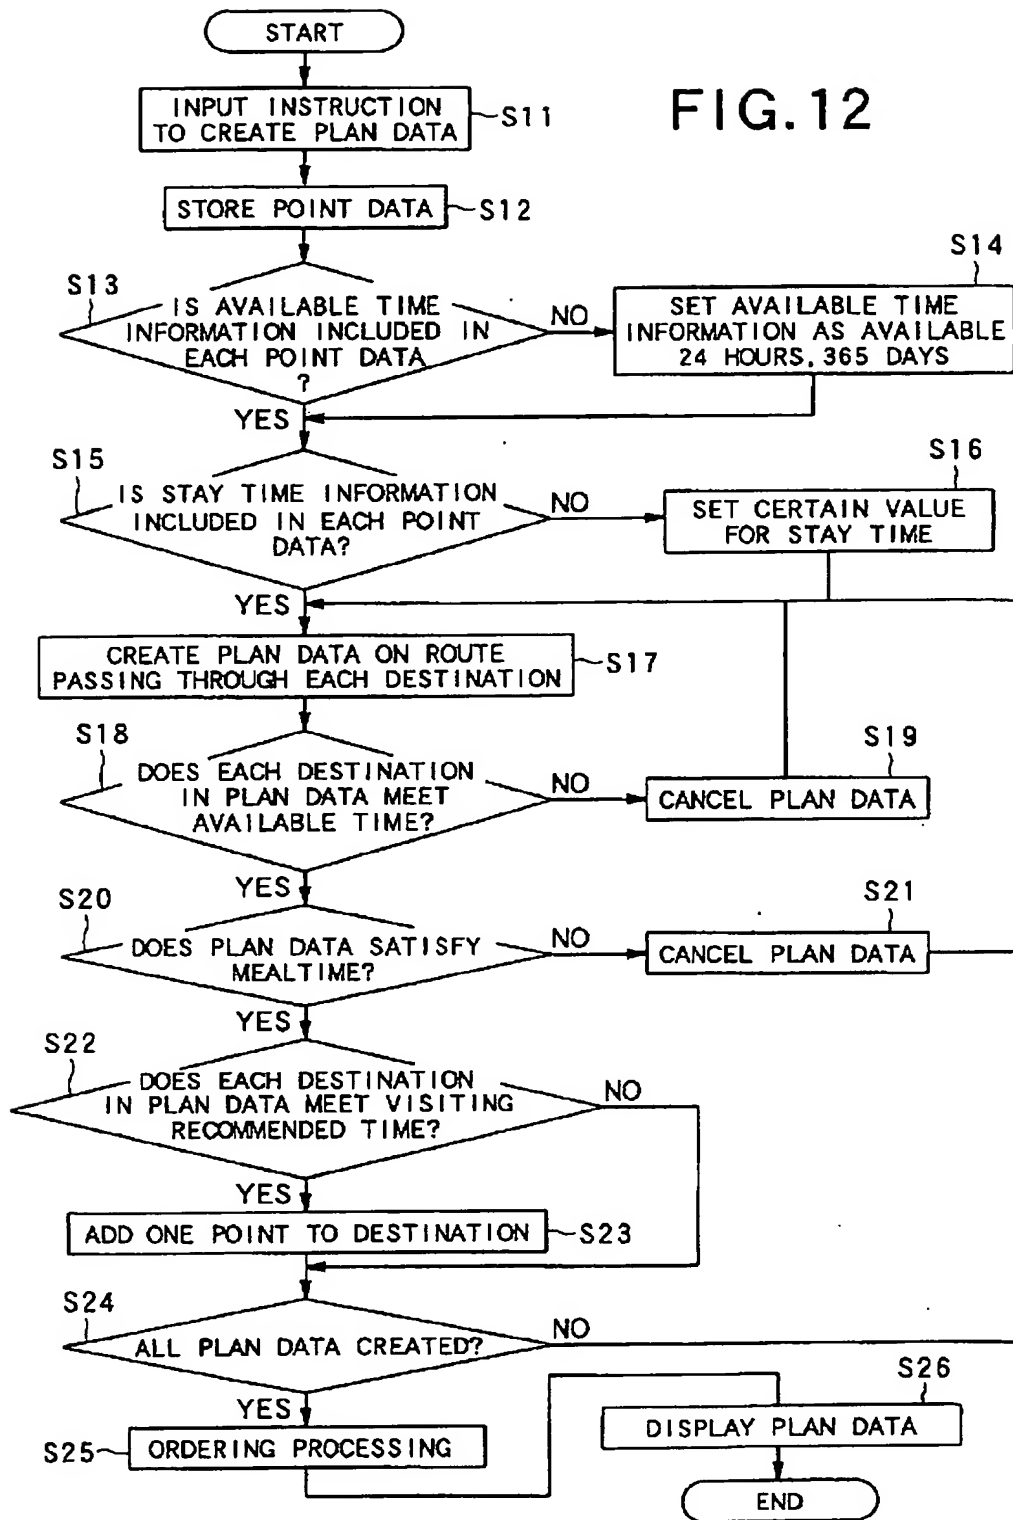 START
FIG.12
INPUT INSTRUCTION
TO CREATE PLAN DATA
S11
STORE POINT DATA
S12
S13
IS AVAILABLE TIME
INFORMATION INCLUDED IN
EACH POINT DATA
?
NO
YES
S14
SET AVAILABLE TIME
INFORMATION AS AVAILABLE
24 HOURS. 365 DAYS
S15
IS STAY TIME INFORMATION
INCLUDED IN EACH POINT
DATA?
NO
YES
S16
SET CERTAIN VALUE
FOR STAY TIME
CREATE PLAN DATA ON ROUTE
PASSING THROUGH EACH DESTINATION
S17
S18
DOES EACH DESTINATION
IN PLAN DATA MEET
AVAILABLE TIME?
NO
YES
S19
CANCEL PLAN DATA
S20
DOES PLAN DATA SATISFY
MEALTIME?
NO
YES
S21
CANCEL PLAN DATA
S22
DOES EACH DESTINATION
IN PLAN DATA MEET VISITING
RECOMMENDED TIME?
NO
YES
ADD ONE POINT TO DESTINATION
S23
S24
ALL PLAN DATA CREATED?
NO
YES
S25
ORDERING PROCESSING
S26
DISPLAY PLAN DATA
END